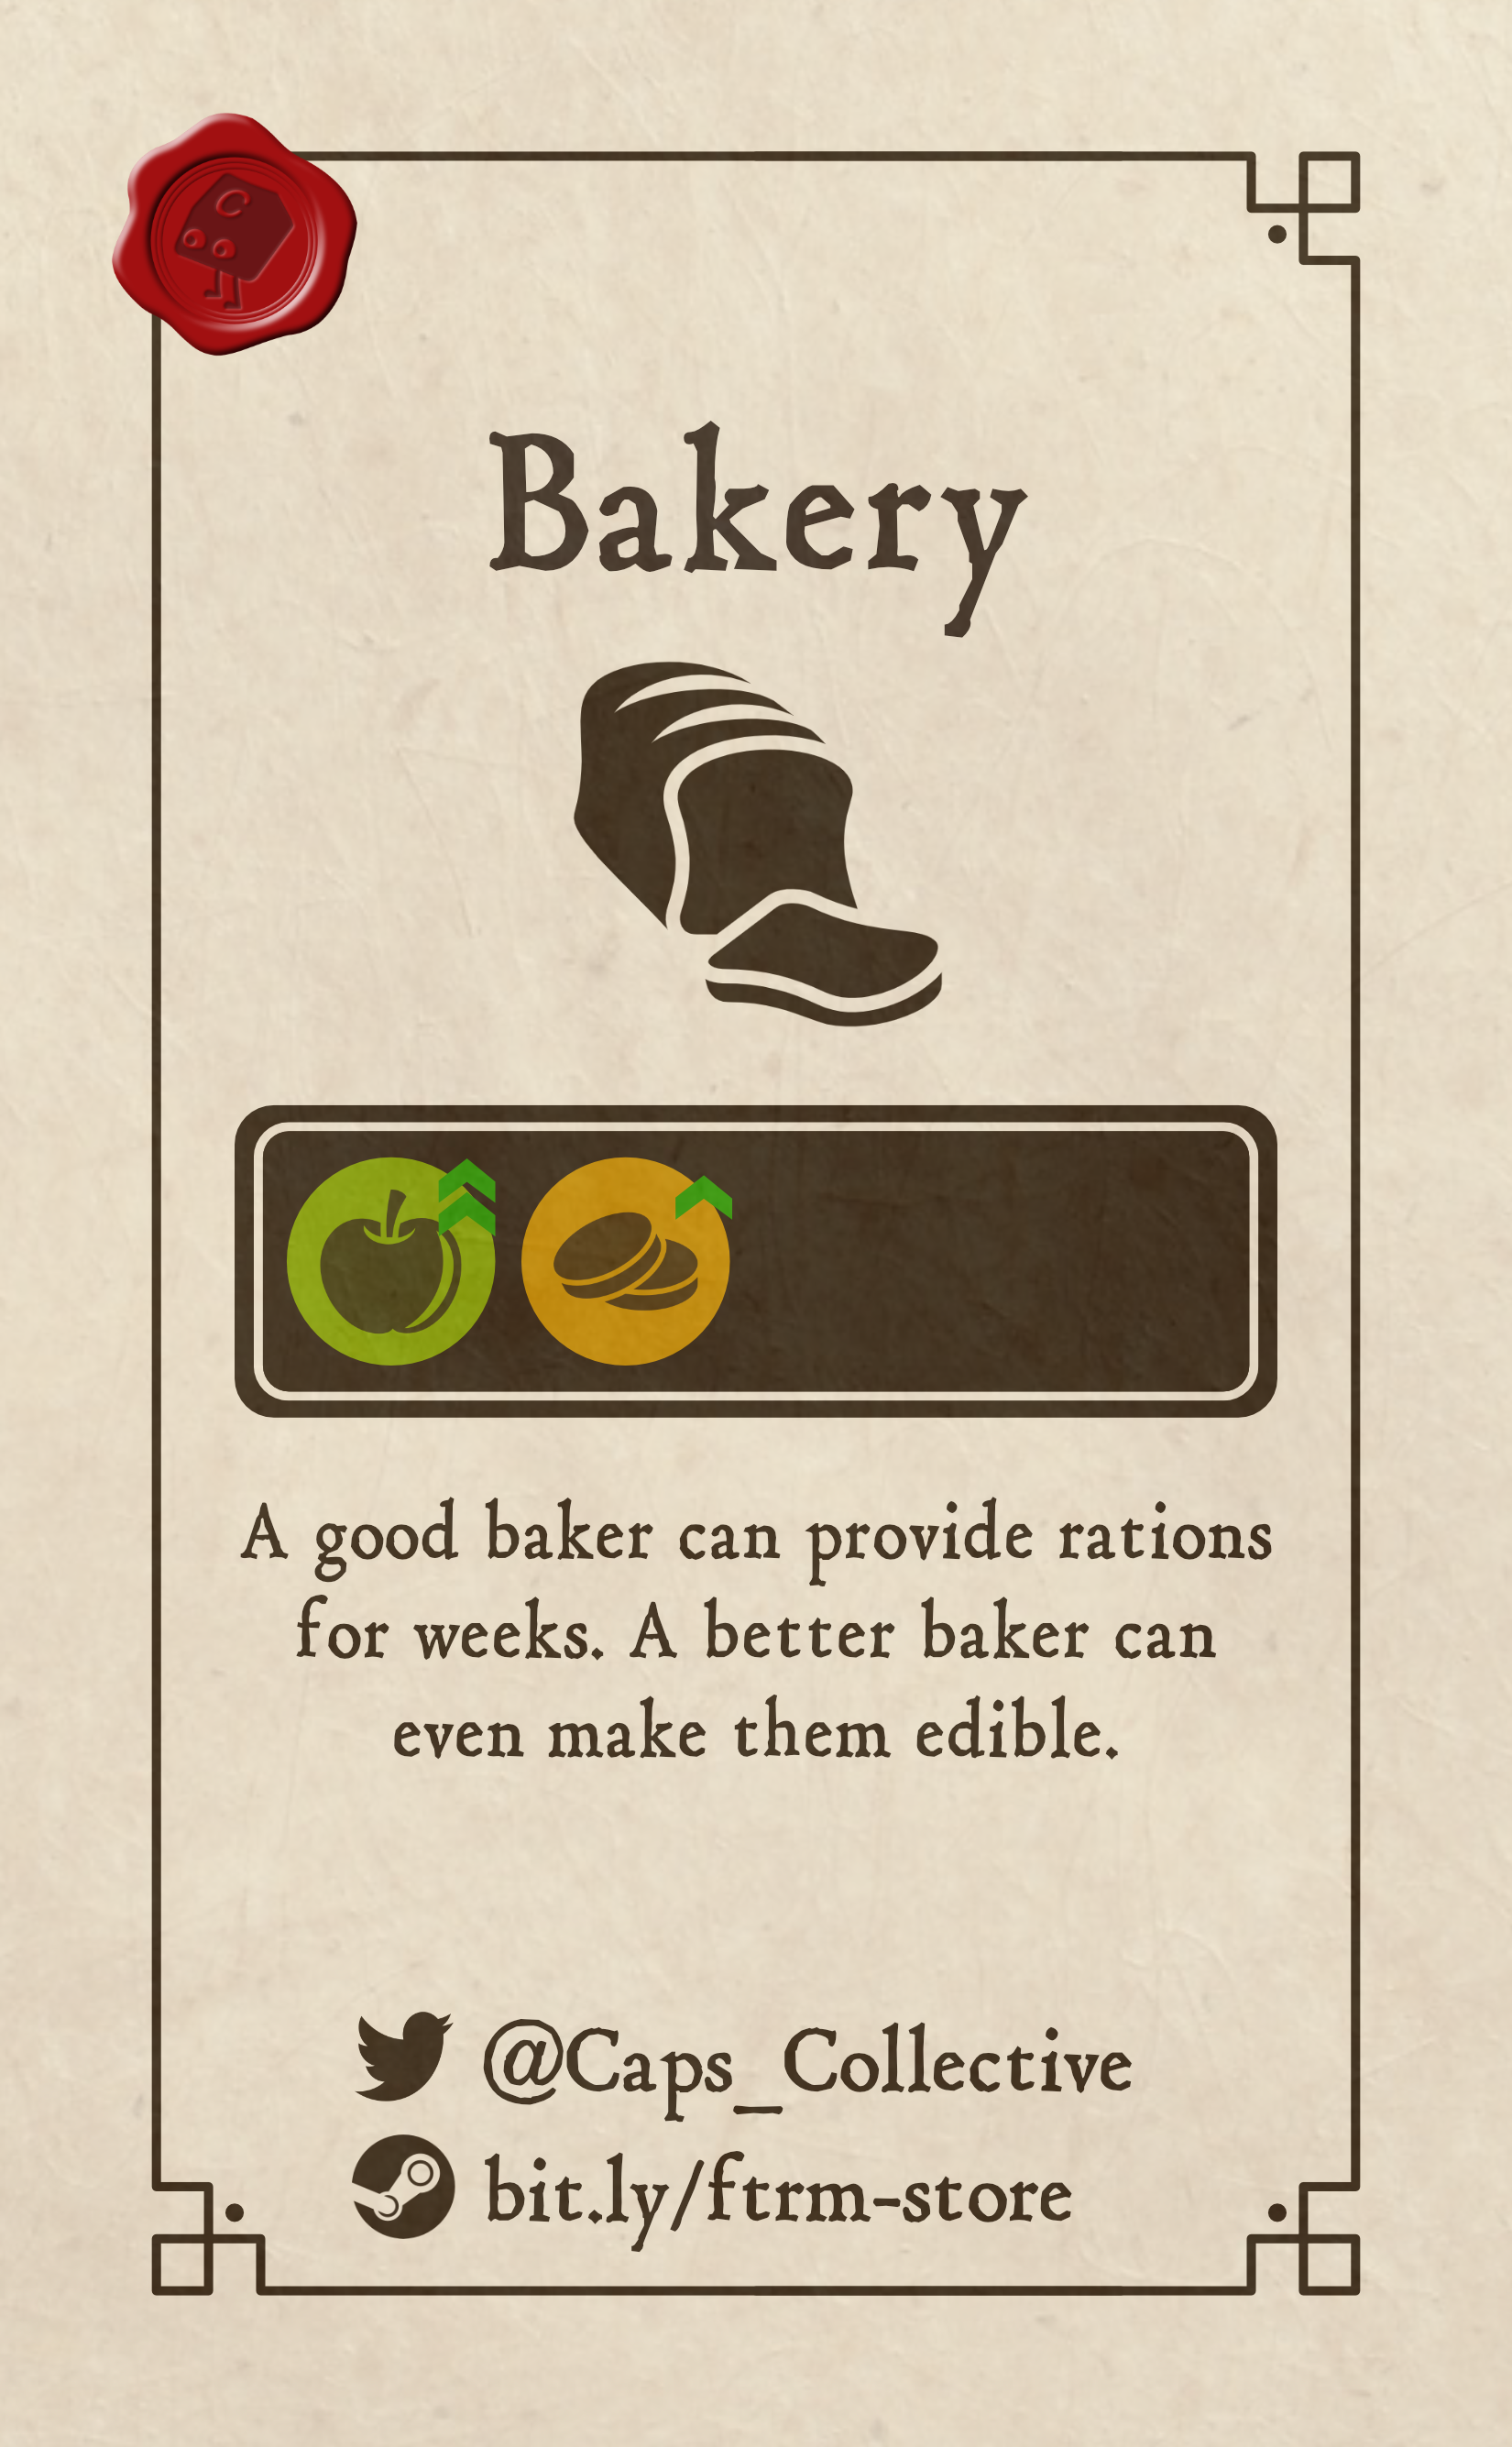 C
Bakery
A good baker can provide rations
for weeks. A better baker can
even make them edible.
@Caps_Collective
bit.ly/ftrm-store